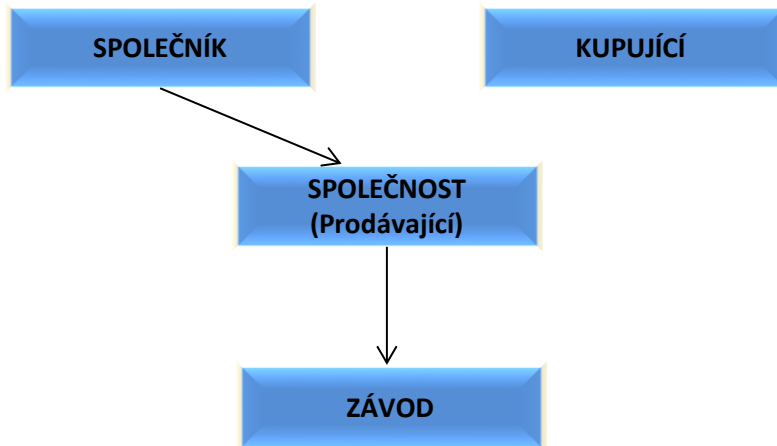 SPOLEČNÍK
KUPUJÍCÍ
SPOLEČNOST
(Prodávající)
ZÁVOD